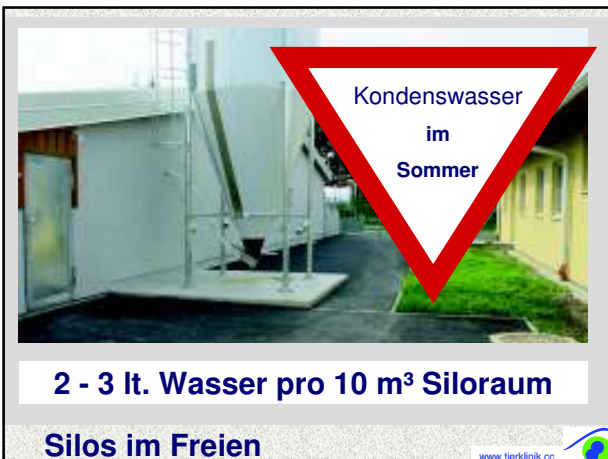 Kondenswasser
im
Sommer
2 - 3 lt. Wasser pro 10 m³ Siloraum
Silos im Freien
www.tierklinik.cc